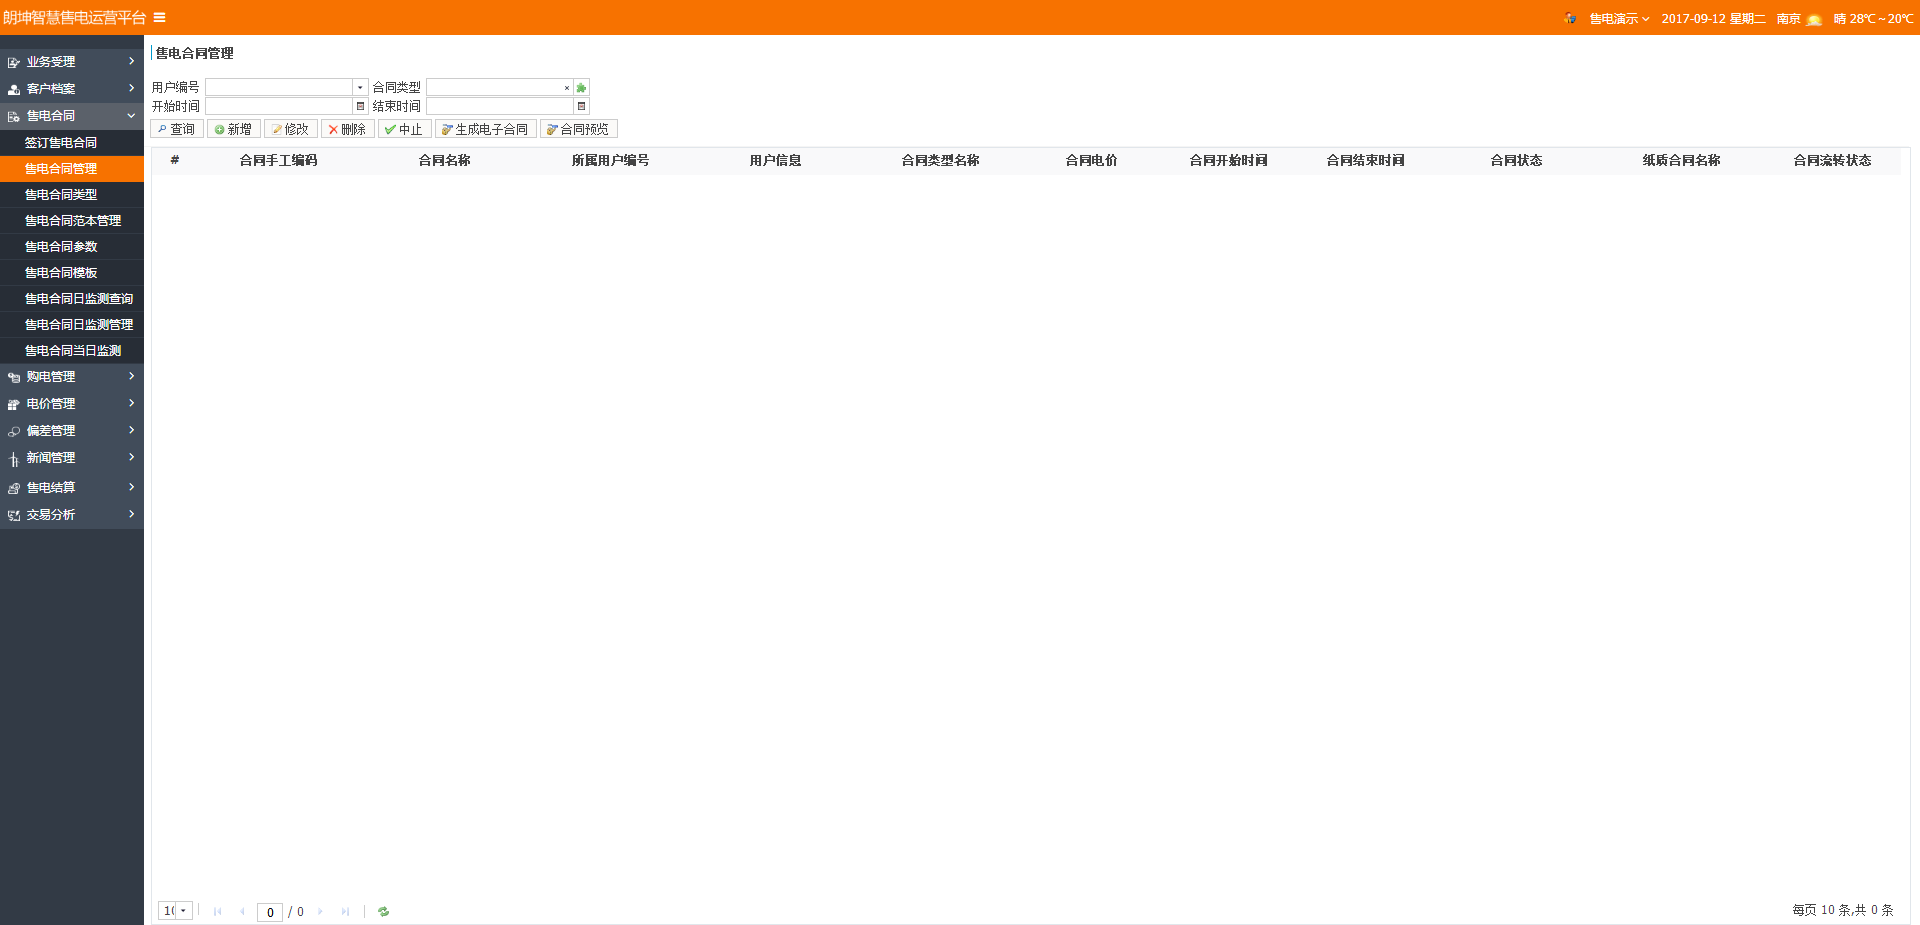 朗坤智慧售电运营平台
售电演示 2017-09-12 星期二 南京 晴 28℃~20℃
业务受理
客户档案
售电合同
签订售电合同
售电合同管理
售电合同类型
售电合同范本管理
售电合同参数
售电合同模板
售电合同日监测查询
售电合同日监测管理
售电合同当日监测
购电管理
电价管理
偏差管理
新闻管理
售电结算
交易分析
售电合同管理
用户编号 合同类型
开始时间 结束时间
查询 新增 修改 删除 中止 生成电子合同 合同预览
# 合同手工编码 合同名称 所属用户编号 用户信息 合同类型名称 合同电价 合同开始时间 合同结束时间 合同状态 纸质合同名称 合同流转状态
0 / 0
每页 10 条,共 0 条